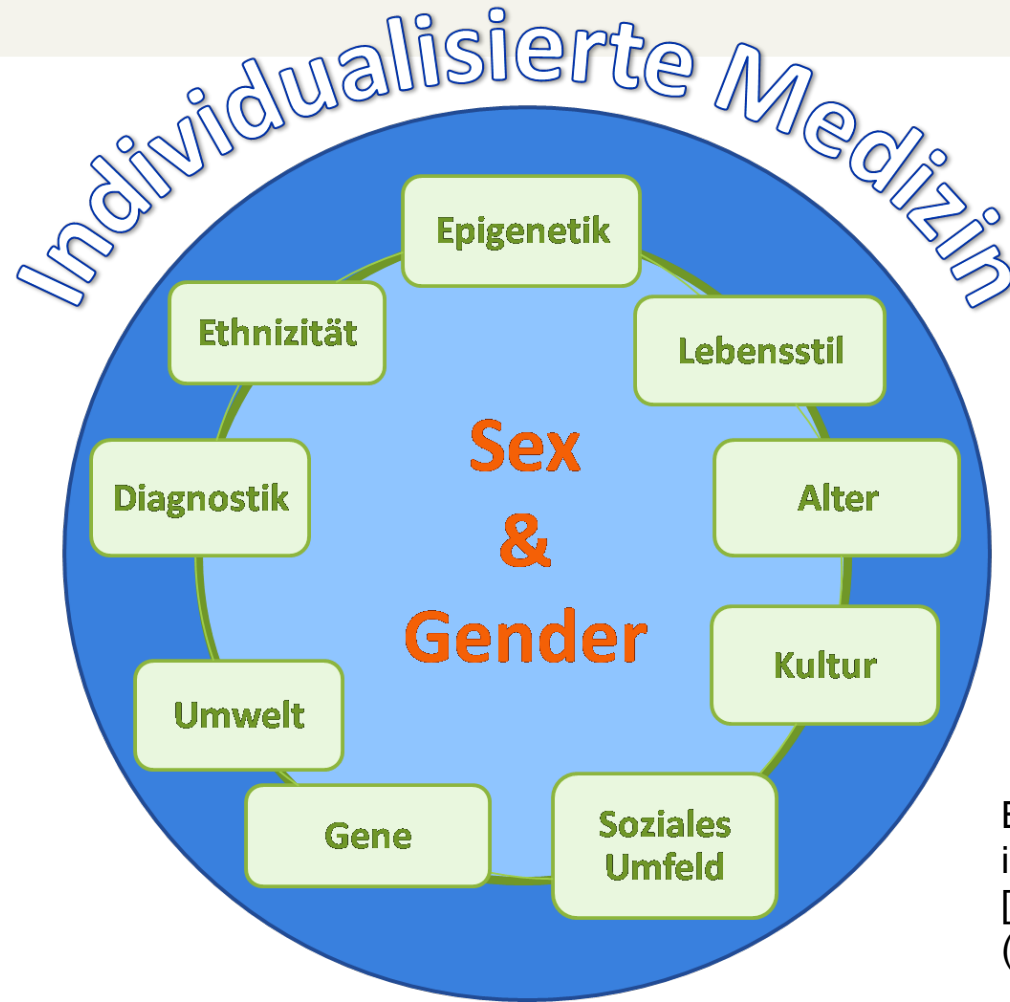 Individualisierte Medizin
Epigenetik
Ethnizität
Lebensstil
Sex
&
Gender
Diagnostik
Alter
Kultur
Umwelt
Gene
Soziales
Umfeld